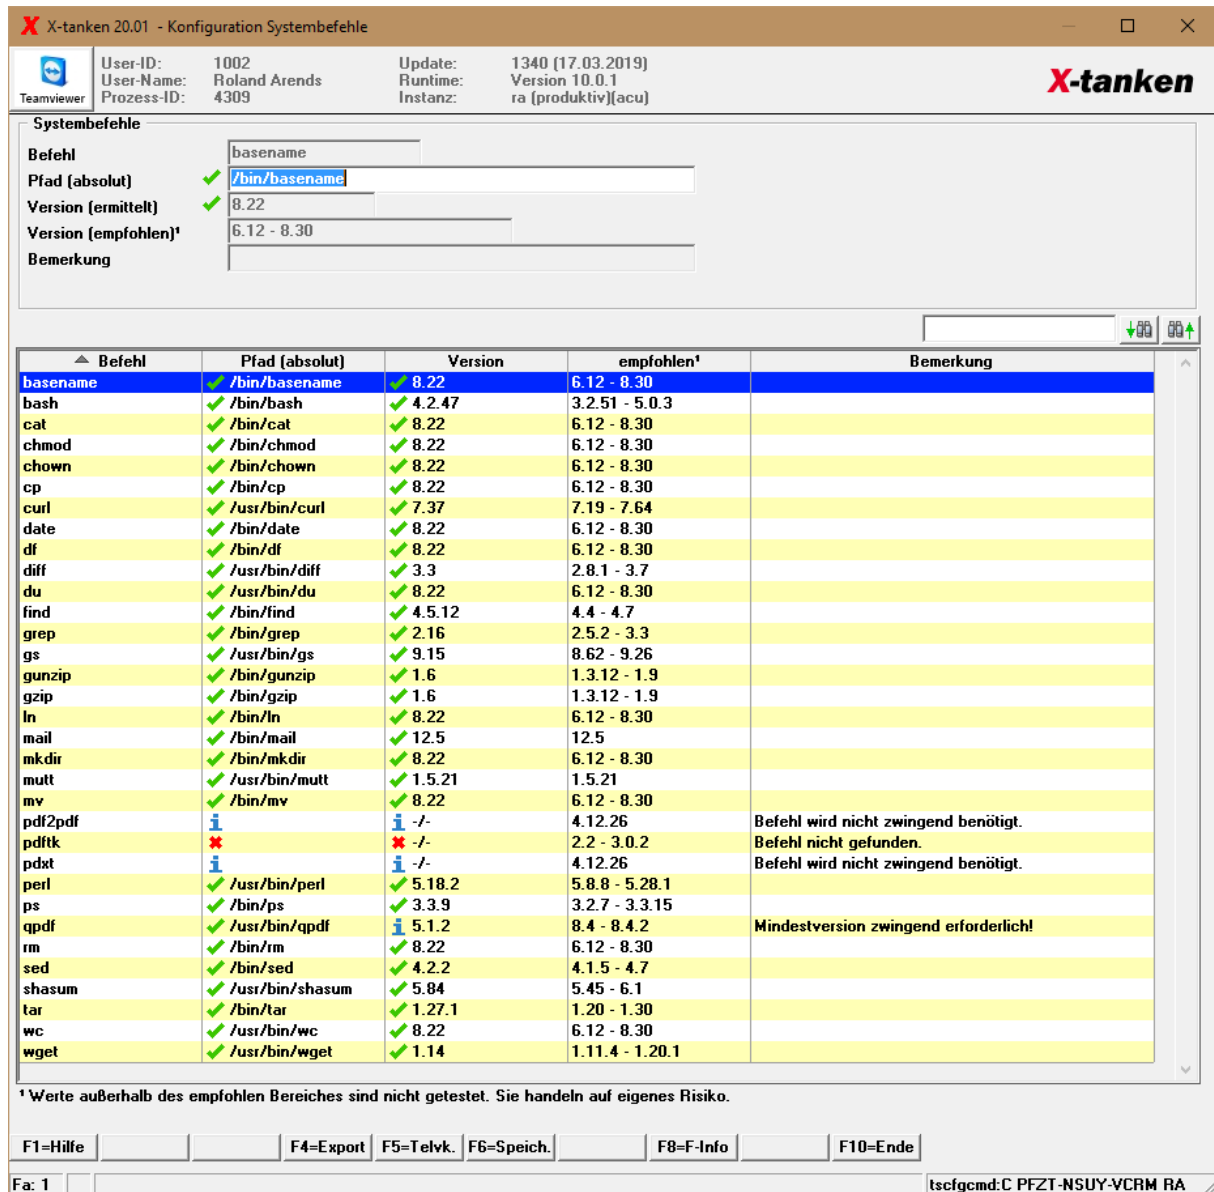 X-tanken 20.01 - Konfiguration Systembefehle
Teamviewer
User-ID: 1002 Update: 1340 (17.03.2019)
User-Name: Roland Arends Runtime: Version 10.0.1
Prozess-ID: 4309 Instanz: ra (produktiv)(acu)
X-tanken
Systembefehle
Befehl basename
Pfad (absolut) /bin/basename
Version (ermittelt) 8.22
Version (empfohlen)¹ 6.12 - 8.30
Bemerkung
Befehl Pfad (absolut) Version empfohlen¹ Bemerkung
basename /bin/basename 8.22 6.12 - 8.30
bash /bin/bash 4.2.47 3.2.51 - 5.0.3
cat /bin/cat 8.22 6.12 - 8.30
chmod /bin/chmod 8.22 6.12 - 8.30
chown /bin/chown 8.22 6.12 - 8.30
cp /bin/cp 8.22 6.12 - 8.30
curl /usr/bin/curl 7.37 7.19 - 7.64
date /bin/date 8.22 6.12 - 8.30
df /bin/df 8.22 6.12 - 8.30
diff /usr/bin/diff 3.3 2.8.1 - 3.7
du /usr/bin/du 8.22 6.12 - 8.30
find /bin/find 4.5.12 4.4 - 4.7
grep /bin/grep 2.16 2.5.2 - 3.3
gs /usr/bin/gs 9.15 8.62 - 9.26
gunzip /bin/gunzip 1.6 1.3.12 - 1.9
gzip /bin/gzip 1.6 1.3.12 - 1.9
ln /bin/ln 8.22 6.12 - 8.30
mail /bin/mail 12.5 12.5
mkdir /bin/mkdir 8.22 6.12 - 8.30
mutt /usr/bin/mutt 1.5.21 1.5.21
mv /bin/mv 8.22 6.12 - 8.30
pdf2pdf -/- 4.12.26 Befehl wird nicht zwingend benötigt.
pdftk -/- 2.2 - 3.0.2 Befehl nicht gefunden.
pdxt -/- 4.12.26 Befehl wird nicht zwingend benötigt.
perl /usr/bin/perl 5.18.2 5.8.8 - 5.28.1
ps /bin/ps 3.3.9 3.2.7 - 3.3.15
qpdf /usr/bin/qpdf 5.1.2 8.4 - 8.4.2 Mindestversion zwingend erforderlich!
rm /bin/rm 8.22 6.12 - 8.30
sed /bin/sed 4.2.2 4.1.5 - 4.7
shasum /usr/bin/shasum 5.84 5.45 - 6.1
tar /bin/tar 1.27.1 1.20 - 1.30
wc /usr/bin/wc 8.22 6.12 - 8.30
wget /usr/bin/wget 1.14 1.11.4 - 1.20.1
¹ Werte außerhalb des empfohlen Bereiches sind nicht getestet. Sie handeln auf eigenes Risiko.
F1=Hilfe F4=Export F5=Telvk. F6=Speich. F8=F-Info F10=Ende
Fa: 1 tscfgcmd:C PFZT-NSUY-VCRM RA